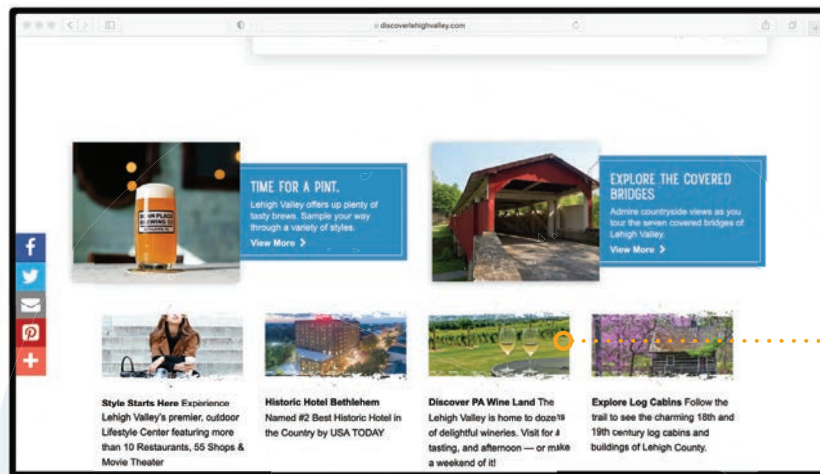 discoverlehighvalley.com
TIME FOR A PINT.
Lehigh Valley offers up plenty of
tasty brews. Sample your way
through a variety of styles.
View More
EXPLORE THE COVERED
BRIDGES
Admire countryside views as you
tour the seven covered bridges of
Lehigh Valley.
View More
Style Starts Here Experience
Lehigh Valley's premier, outdoor
Lifestyle Center featuring more
than 10 Restaurants, 55 Shops &
Movie Theater
Historic Hotel Bethlehem
Named #2 Best Historic Hotel in
the Country by USA TODAY
Discover PA Wine Land The
Lehigh Valley is home to dozens
of delightful wineries. Visit for a
tasting, and afternoon — or make
a weekend of it!
Explore Log Cabins Follow the
trail to see the charming 18th and
19th century log cabins and
buildings of Lehigh County.